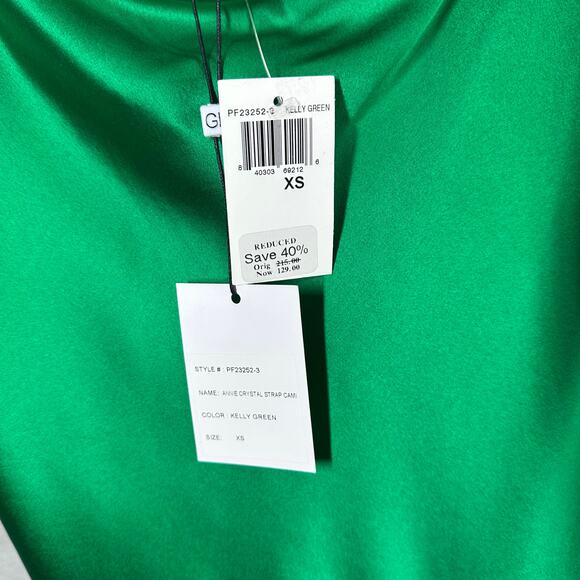 PF23252-3 KELLY GREEN
8 40303 69212 6
XS
REDUCED
Save 40%
Orig 215.00
Now 129.00
STYLE # : PF23252-3
NAME: ANNIE CRYSTAL STRAP CAMI
COLOR : KELLY GREEN
SIZE: XS